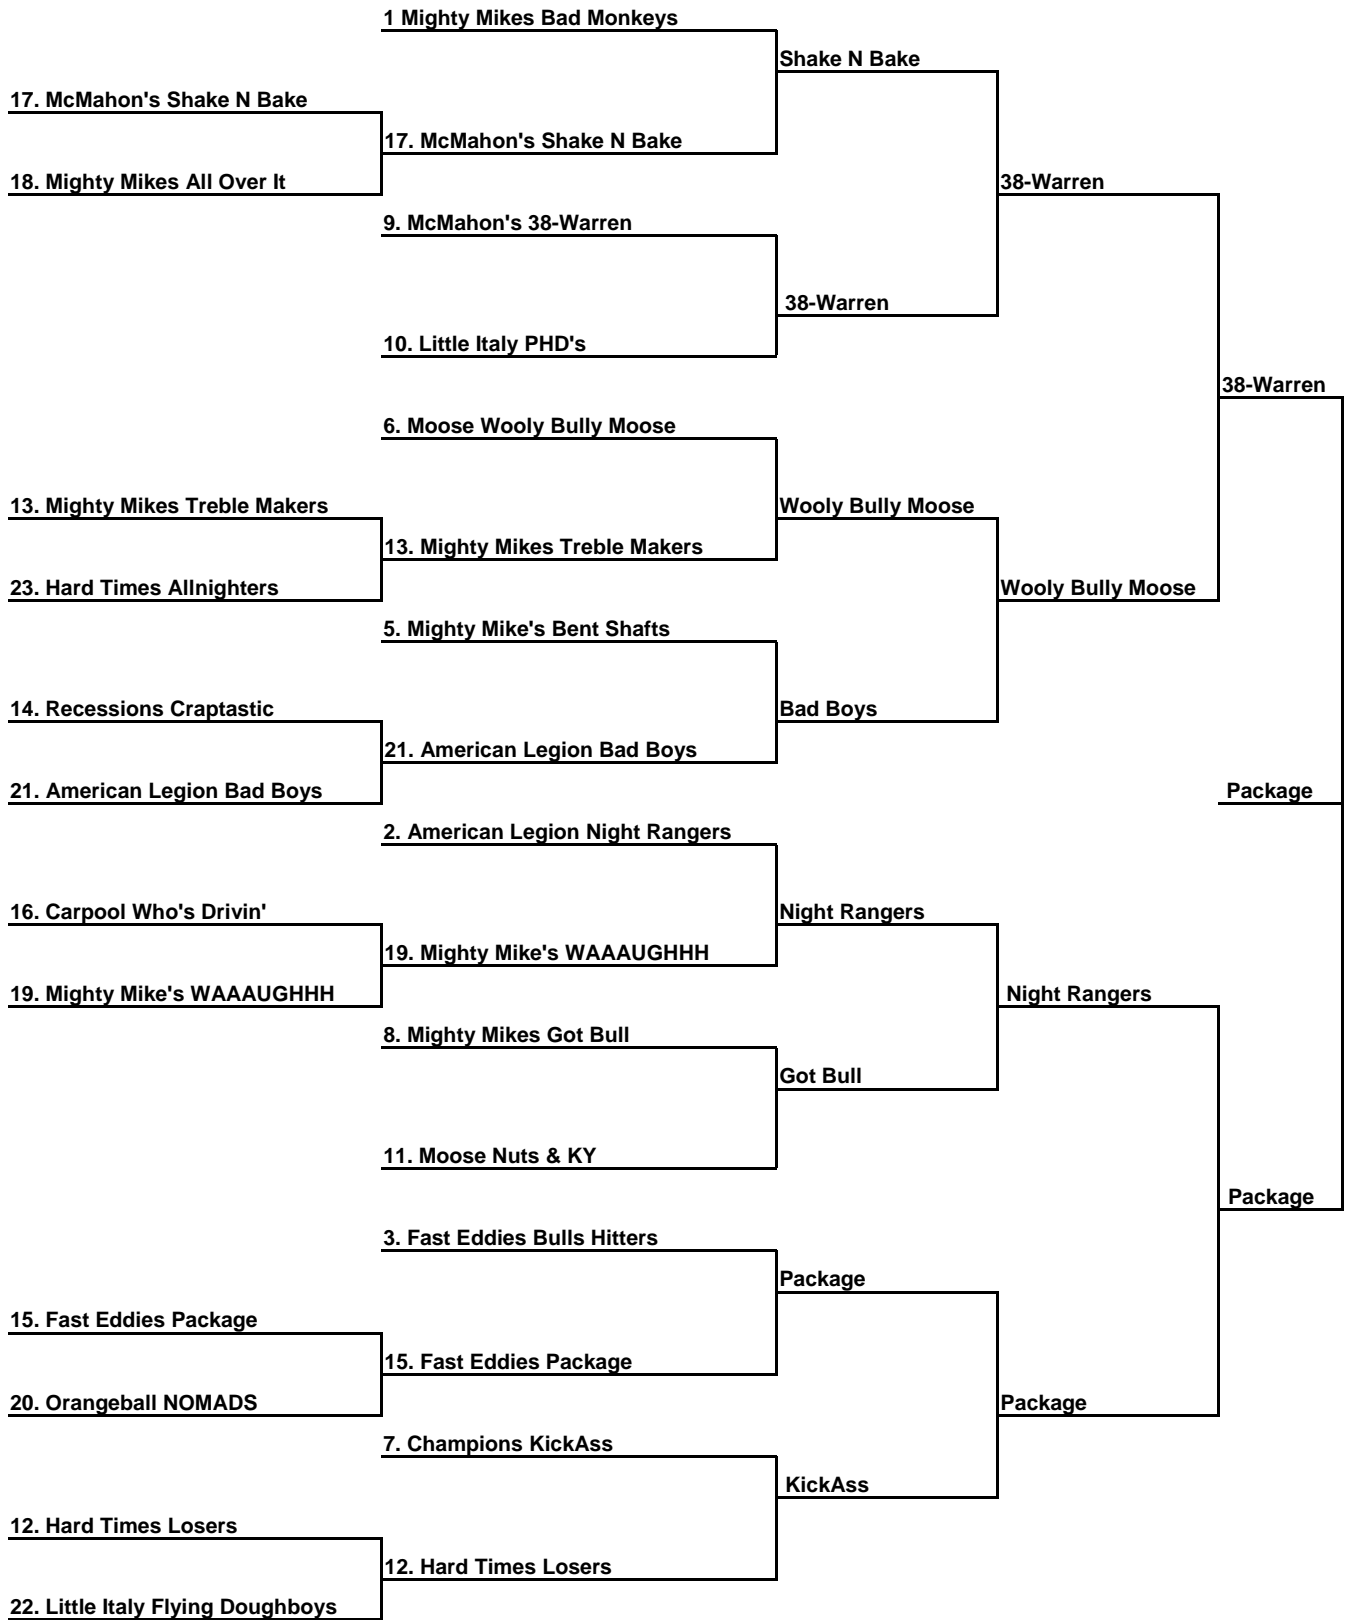 1 Mighty Mikes Bad Monkeys
Shake N Bake
17. McMahon's Shake N Bake
17. McMahon's Shake N Bake
18. Mighty Mikes All Over It
38-Warren
9. McMahon's 38-Warren
38-Warren
10. Little Italy PHD's
38-Warren
6. Moose Wooly Bully Moose
13. Mighty Mikes Treble Makers
Wooly Bully Moose
13. Mighty Mikes Treble Makers
23. Hard Times Allnighters
Wooly Bully Moose
5. Mighty Mike's Bent Shafts
14. Recessions Craptastic
Bad Boys
21. American Legion Bad Boys
21. American Legion Bad Boys
Package
2. American Legion Night Rangers
16. Carpool Who's Drivin'
Night Rangers
19. Mighty Mike's WAAAUGHHH
19. Mighty Mike's WAAAUGHHH
Night Rangers
8. Mighty Mikes Got Bull
Got Bull
11. Moose Nuts & KY
Package
3. Fast Eddies Bulls Hitters
Package
15. Fast Eddies Package
15. Fast Eddies Package
20. Orangeball NOMADS
Package
7. Champions KickAss
KickAss
12. Hard Times Losers
12. Hard Times Losers
22. Little Italy Flying Doughboys